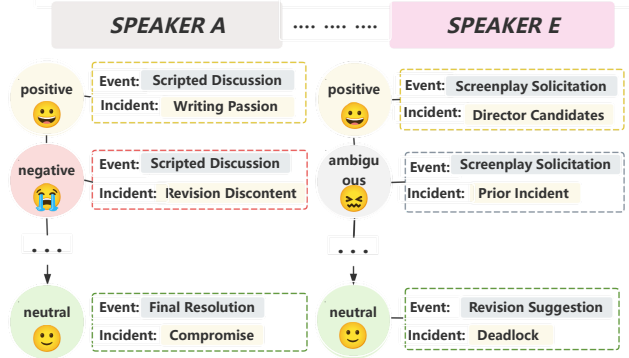 SPEAKER A
... ... ...
SPEAKER E
positive
Event: Scripted Discussion
Incident: Writing Passion
negative
Event: Scripted Discussion
Incident: Revision Discontent
...
neutral
Event: Final Resolution
Incident: Compromise
positive
Event: Screenplay Solicitation
Incident: Director Candidates
ambigu
ous
Event: Screenplay Solicitation
Incident: Prior Incident
...
neutral
Event: Revision Suggestion
Incident: Deadlock